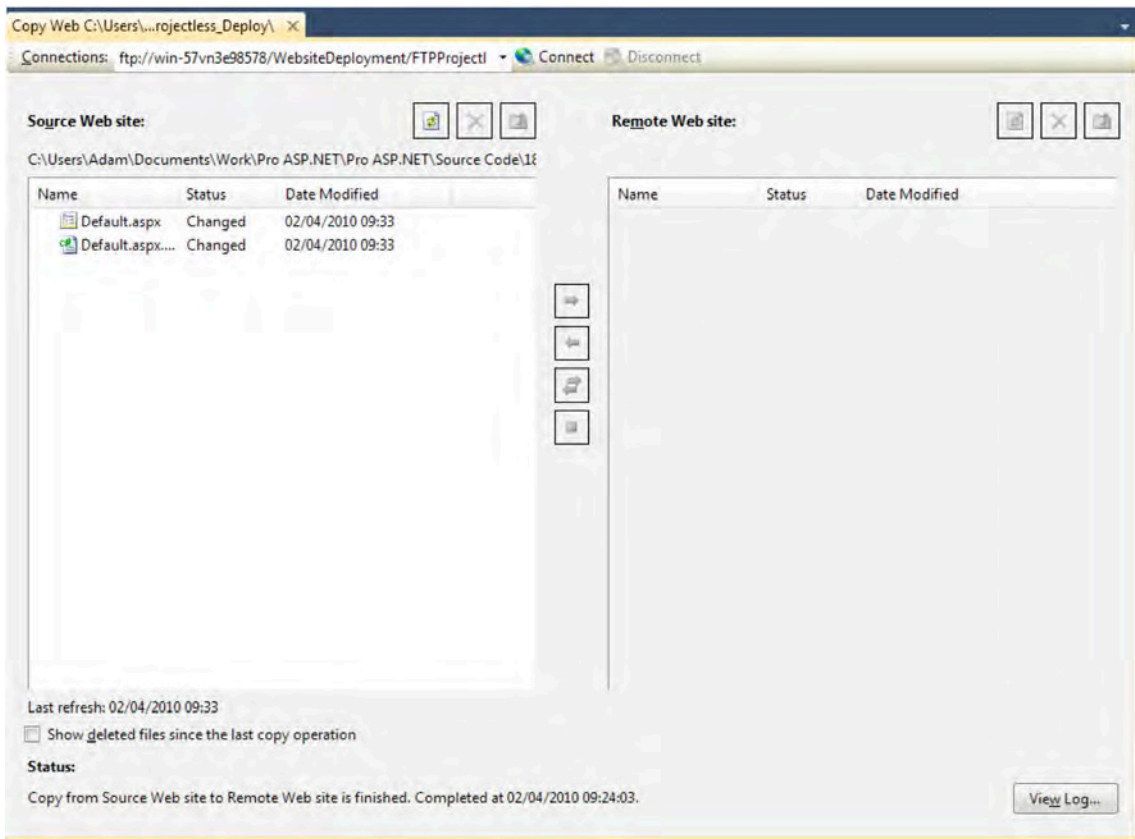 Copy Web C:\Users\...rojectless_Deploy\
Connections: ftp://win-57vn3e98578/WebsiteDeployment/FTPProjectl Connect Disconnect
Source Web site: Remote Web site:
C:\Users\Adam\Documents\Work\Pro ASP.NET\Pro ASP.NET\Source Code\18
Name Status Date Modified Name Status Date Modified
Default.aspx Changed 02/04/2010 09:33
Default.aspx.... Changed 02/04/2010 09:33
Last refresh: 02/04/2010 09:33
Show deleted files since the last copy operation
Status:
Copy from Source Web site to Remote Web site is finished. Completed at 02/04/2010 09:24:03.
View Log...